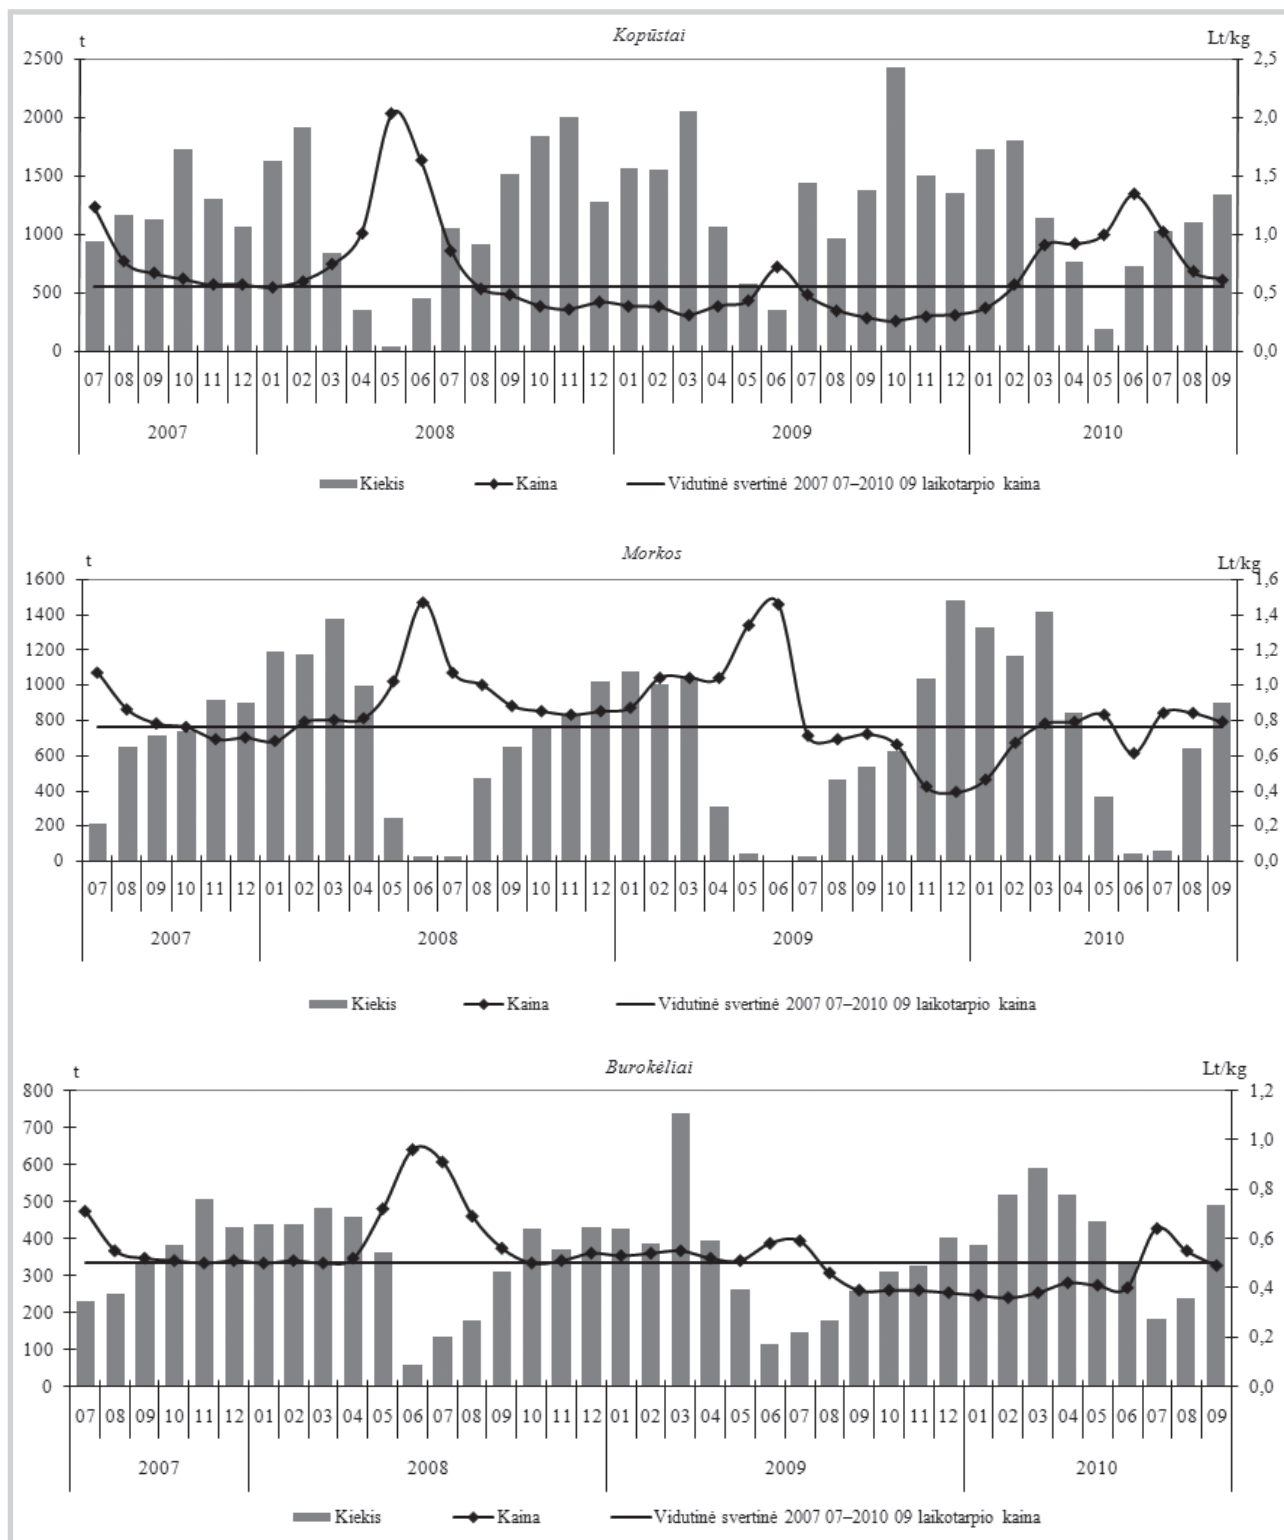 Kopūstai
t Lt/kg
2500 2,5
2000 2,0
1500 1,5
1000 1,0
500 0,5
0 0,0
07 08 09 10 11 12 01 02 03 04 05 06 07 08 09 10 11 12 01 02 03 04 05 06 07 08 09 10 11 12 01 02 03 04 05 06 07 08 09
2007 2008 2009 2010
Kiekis Kaina Vidutinė svertinė 2007 07–2010 09 laikotarpio kaina
Morkos
t Lt/kg
1600 1,6
1400 1,4
1200 1,2
1000 1,0
800 0,8
600 0,6
400 0,4
200 0,2
0 0,0
07 08 09 10 11 12 01 02 03 04 05 06 07 08 09 10 11 12 01 02 03 04 05 06 07 08 09 10 11 12 01 02 03 04 05 06 07 08 09
2007 2008 2009 2010
Kiekis Kaina Vidutinė svertinė 2007 07–2010 09 laikotarpio kaina
Burokėliai
t Lt/kg
800 1,2
700 1,0
600 0,8
500 0,6
400 0,4
300 0,2
200 0,0
100
0
07 08 09 10 11 12 01 02 03 04 05 06 07 08 09 10 11 12 01 02 03 04 05 06 07 08 09 10 11 12 01 02 03 04 05 06 07 08 09
2007 2008 2009 2010
Kiekis Kaina Vidutinė svertinė 2007 07–2010 09 laikotarpio kaina